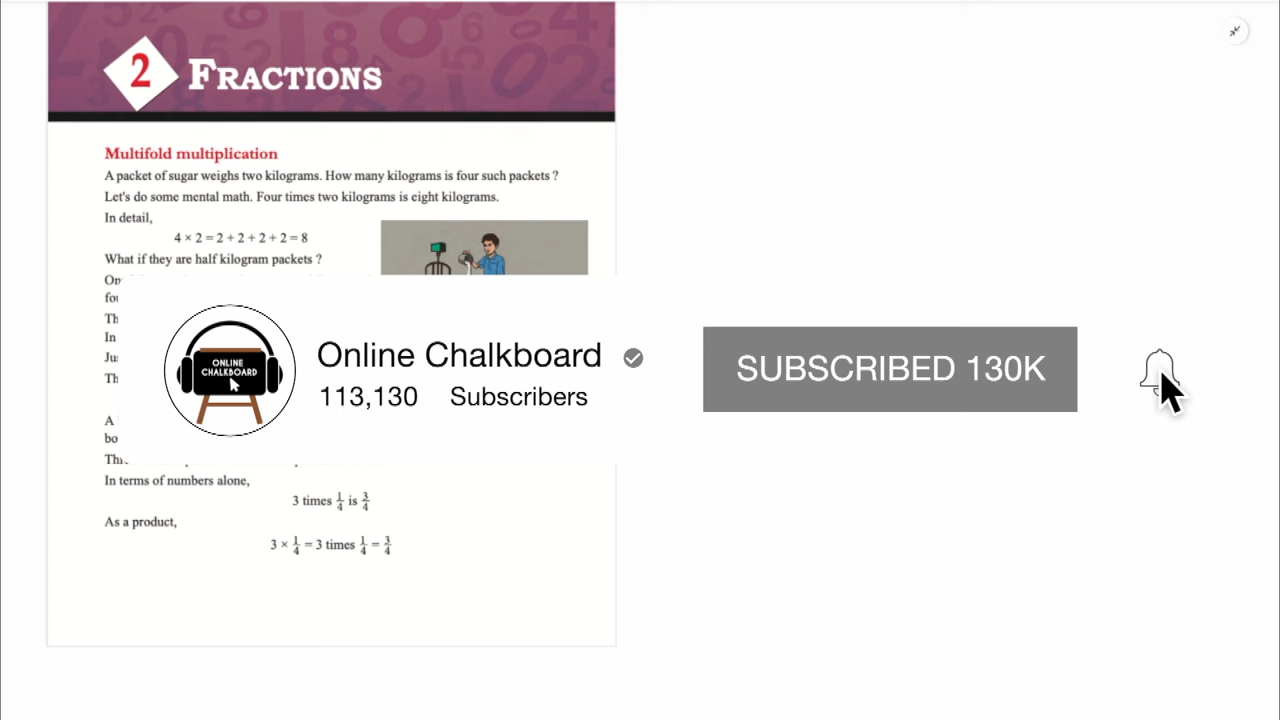 2 FRACTIONS
Multifold multiplication
A packet of sugar weighs two kilograms. How many kilograms is four such packets ?
Let's do some mental math. Four times two kilograms is eight kilograms.
In detail,
4 × 2 = 2 + 2 + 2 + 2 = 8
What if they are half kilogram packets ?
In
A
ONLINE CHALKBOARD
Online Chalkboard
113,130 Subscribers
SUBSCRIBED 130K
In terms of numbers alone,
3 times 1/4 is 3/4
As a product,
3 × 1/4 = 3 times 1/4 = 3/4